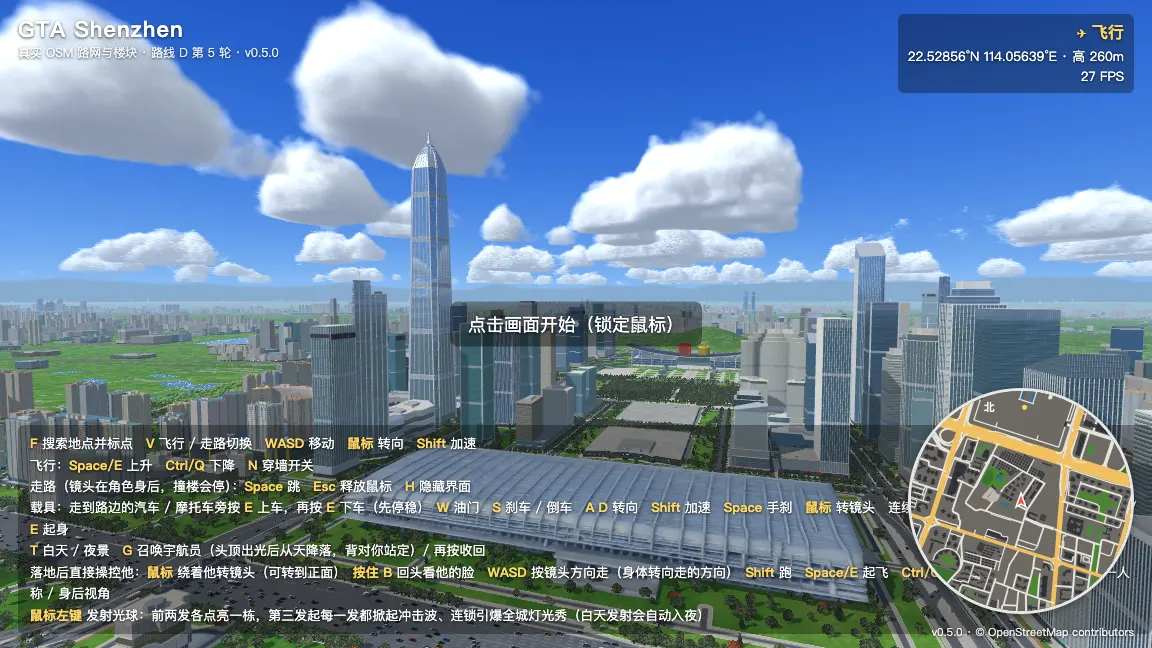 GTA Shenzhen
真实 OSM 路网与楼块 · 路线 D 第 5 轮 · v0.5.0
✈ 飞行
22.52856°N 114.05639°E · 高 260m
27 FPS
点击画面开始（锁定鼠标）
F 搜索地点并标点 V 飞行 / 走路切换 WASD 移动 鼠标 转向 Shift 加速
飞行：Space/E 上升 Ctrl/Q 下降 N 穿墙开关
走路（镜头在角色身后，撞楼会停）：Space 跳 Esc 释放鼠标 H 隐藏界面
载具：走到路边的汽车 / 摩托车旁按 E 上车，再按 E 下车（先停稳） W 油门 S 刹车 / 倒车 A D 转向 Shift 加速 Space 手刹 鼠标 转镜头 连续
E 起身
T 白天 / 夜景 G 召唤宇航员（头顶出光后从天降落，背对你站定）/ 再按收回
落地后直接操控他：鼠标 绕着他转镜头（可转到正面） 按住 B 回头看他的脸 WASD 按镜头方向走（身体转向走的方向） Shift 跑 Space/E 起飞 Ctrl/ 一人
称 / 身后视角
鼠标左键 发射光球：前两发各点亮一栋，第三发起每一发都掀起冲击波、连锁引爆全城灯光秀（白天发射会自动入夜）
北
v0.5.0 · © OpenStreetMap contributors